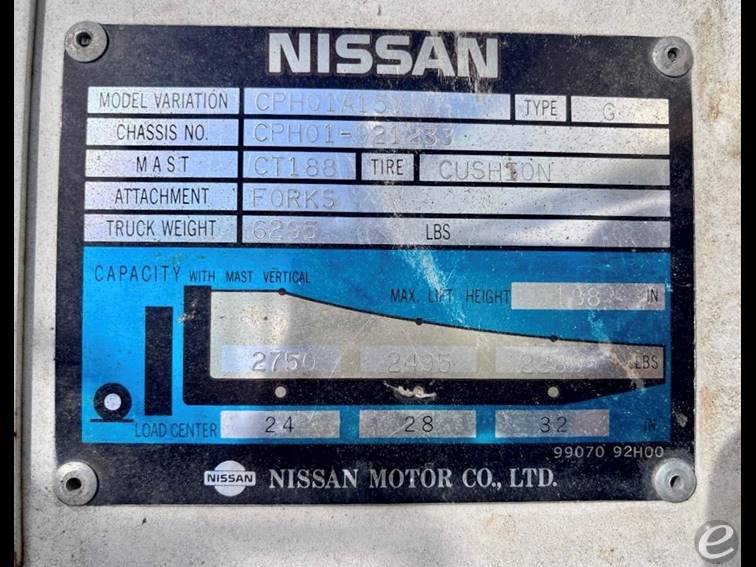 NISSAN
MODEL VARIATION TYPE G
CHASSIS NO.
MAST CT188 TIRE CUSHION
ATTACHMENT FORKS
TRUCK WEIGHT LBS
CAPACITY WITH MAST VERTICAL
MAX. LIFT HEIGHT IN
2750 2495 LBS
LOAD CENTER 24 28 32 IN
99070 92H00
NISSAN NISSAN MOTOR CO., LTD.
e